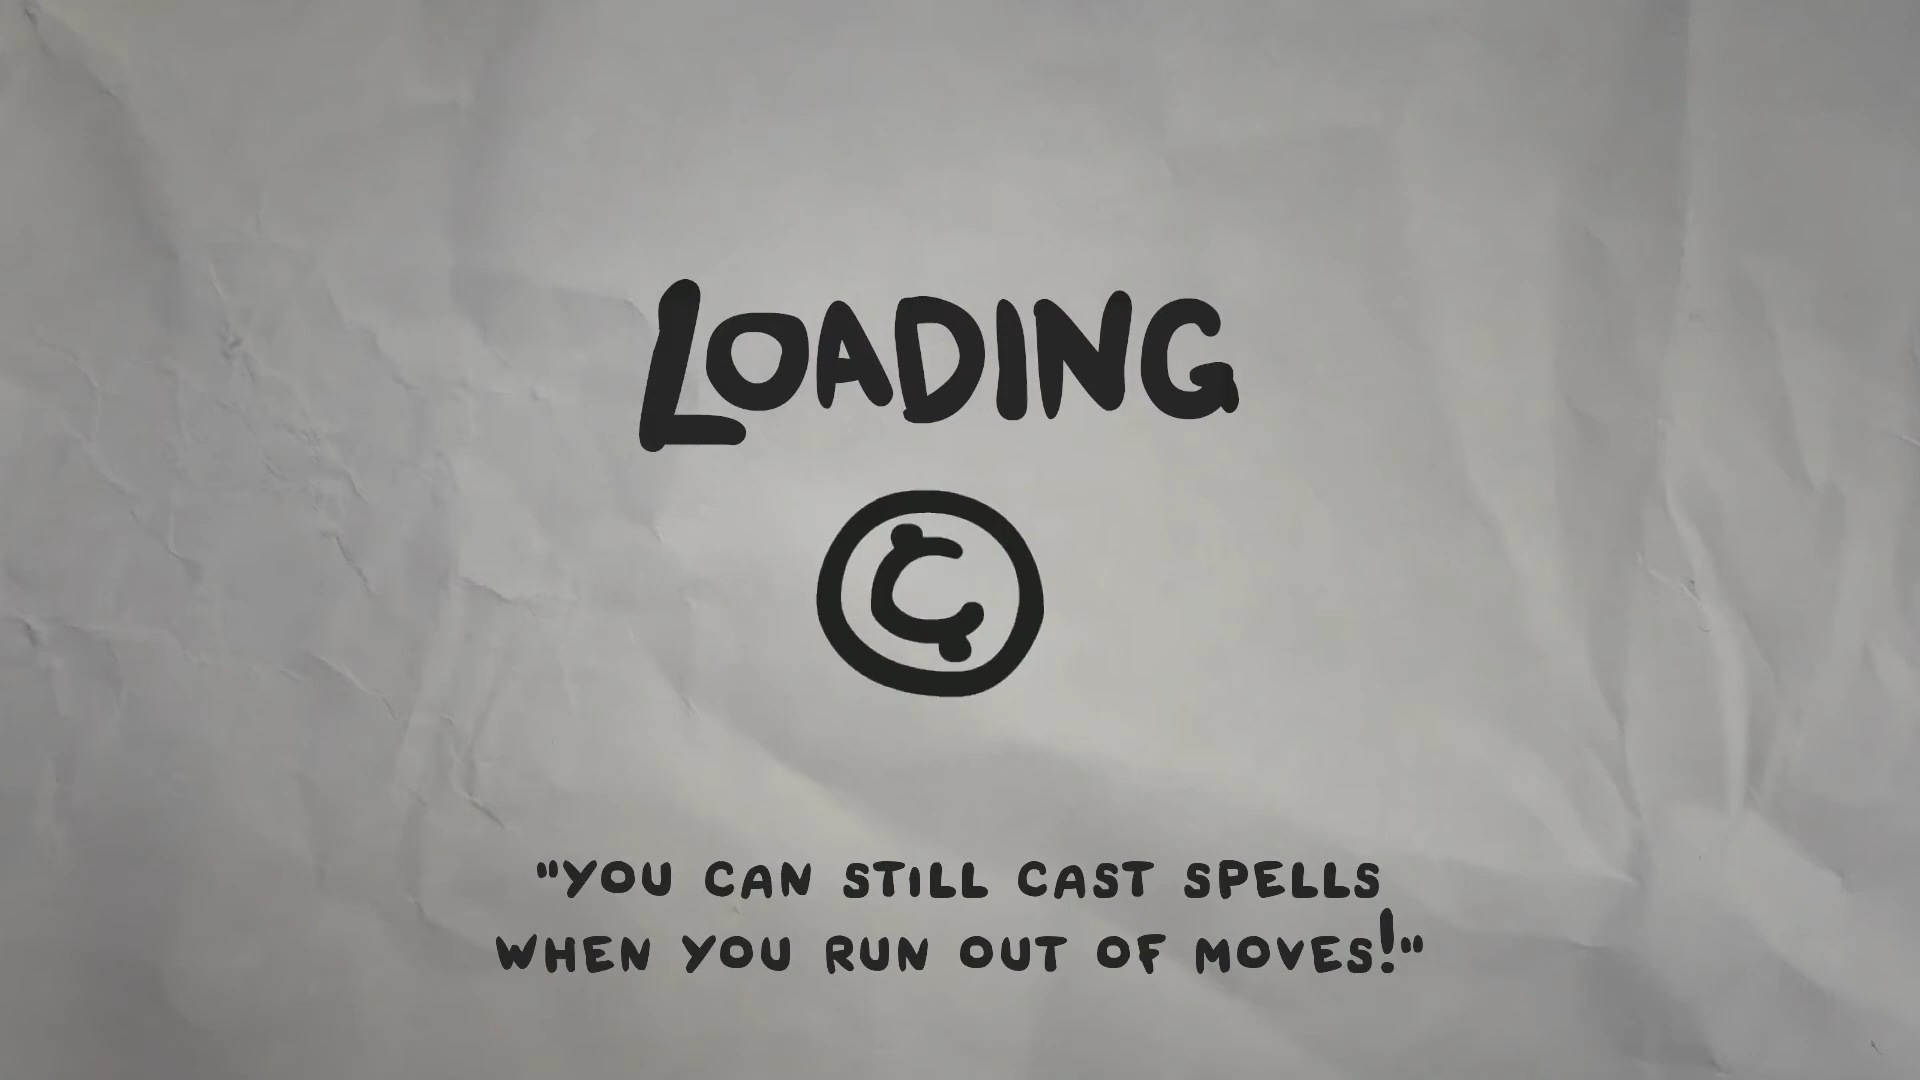 LOADING
₵
"YOU CAN STILL CAST SPELLS
WHEN YOU RUN OUT OF MOVES!"